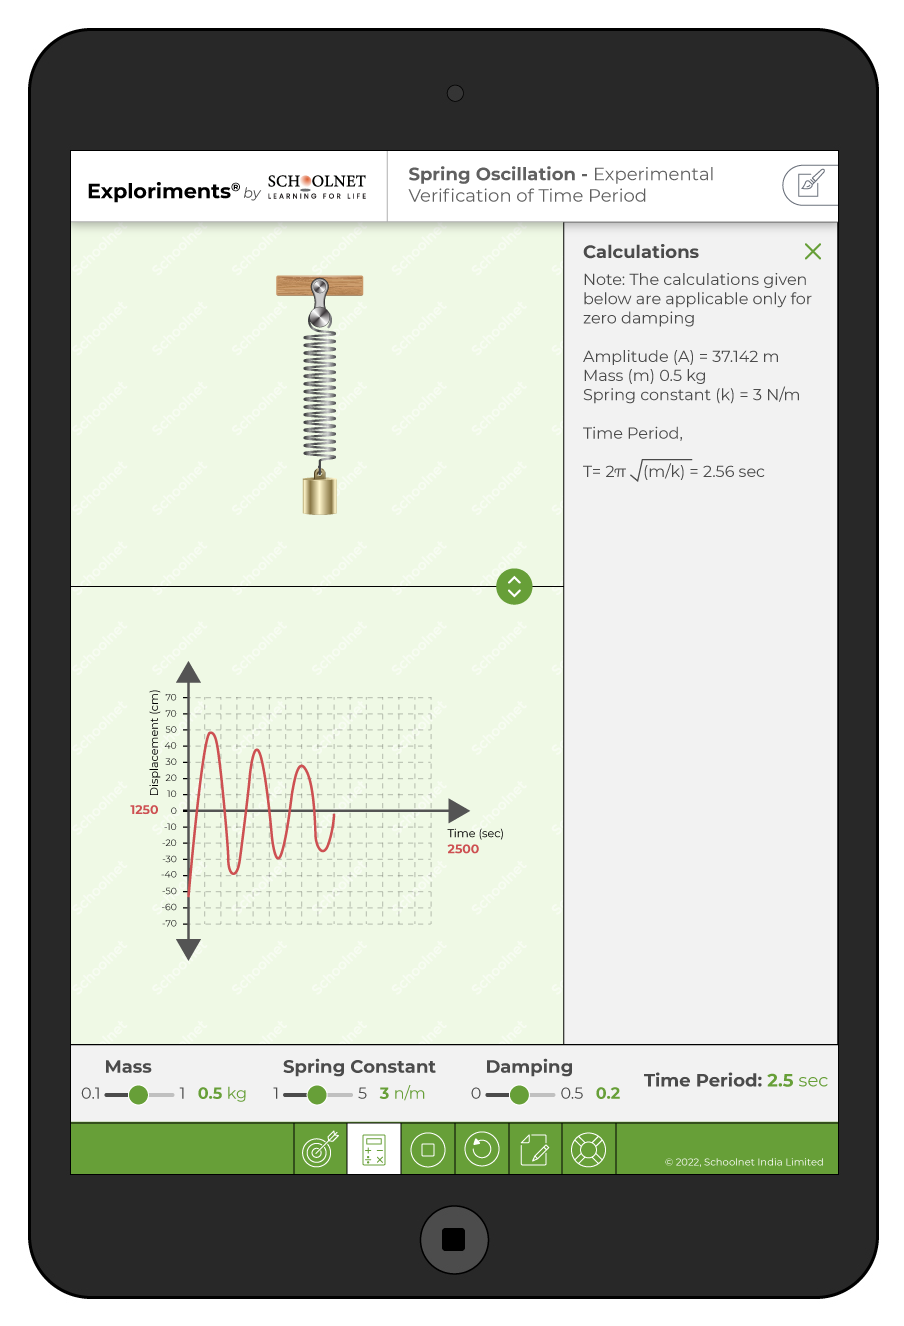 Exploriments® by SCHOOLNET
LEARNING FOR LIFE
Spring Oscillation - Experimental
Verification of Time Period
Calculations
Note: The calculations given
below are applicable only for
zero damping
Amplitude (A) = 37.142 m
Mass (m) 0.5 kg
Spring constant (k) = 3 N/m
Time Period,
T= 2π √(m/k) = 2.56 sec
Displacement (cm)
70
70
50
40
30
20
10
1250 0
-10
-20
-30
-40
-50
-60
-70
Time (sec)
2500
Mass
0.1 1 0.5 kg
Spring Constant
1 5 3 n/m
Damping
0 0.5 0.2
Time Period: 2.5 sec
© 2022, Schoolnet India Limited
Schoolnet